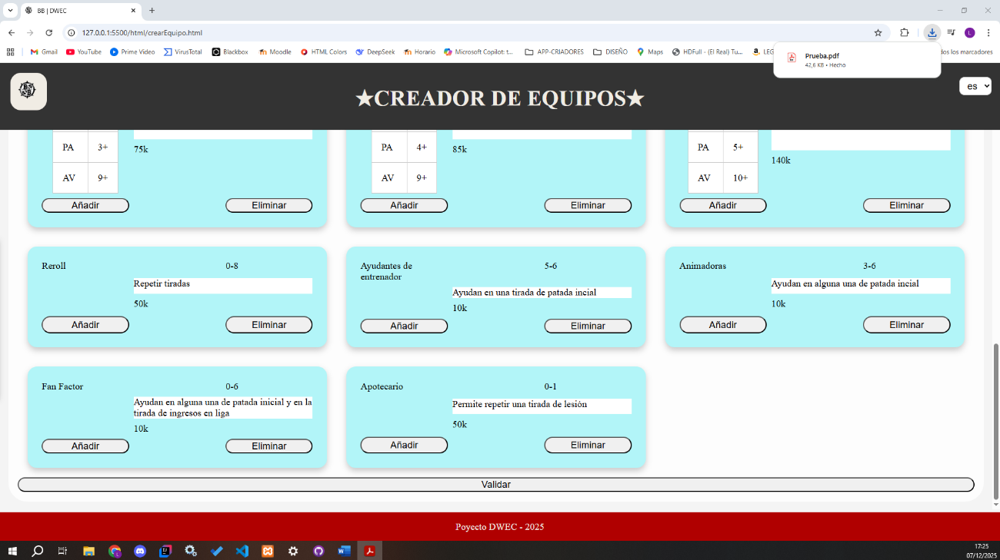 BB | DWEC
127.0.0.1:5500/html/crearEquipo.html
L
Gmail YouTube Prime Video VirusTotal Blackbox Moodle HTML Colors DeepSeek Horario Microsoft Copilot: t... APP-CRIADORES DISEÑO Maps HDFull - (El Real) Tu... LEG dos los marcadores
Prueba.pdf
42,6 KB • Hecho
★CREADOR DE EQUIPOS★
es
PA 3+
75k
AV 9+
Añadir Eliminar
PA 4+
85k
AV 9+
Añadir Eliminar
PA 5+
140k
AV 10+
Añadir Eliminar
Reroll 0-8
Repetir tiradas
50k
Añadir Eliminar
Ayudantes de 5-6
entrenador
Ayudan en una tirada de patada incial
10k
Añadir Eliminar
Animadoras 3-6
Ayudan en alguna una de patada incial
10k
Añadir Eliminar
Fan Factor 0-6
Ayudan en alguna una de patada inicial y en la
tirada de ingresos en liga
10k
Añadir Eliminar
Apotecario 0-1
Permite repetir una tirada de lesión
50k
Añadir Eliminar
Validar
Poyecto DWEC - 2025
17:25
07/12/2025